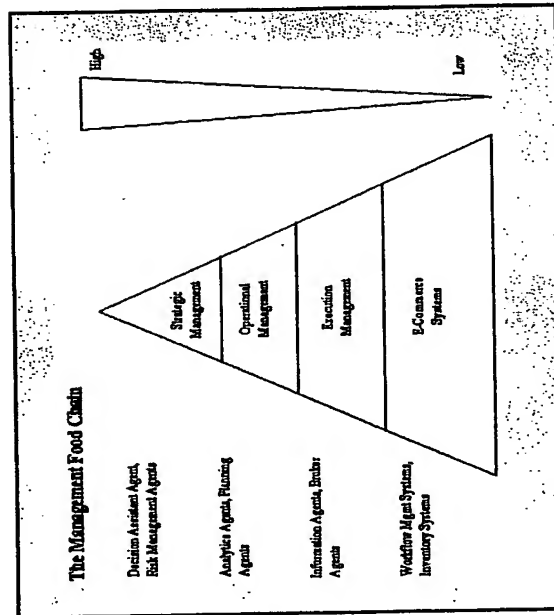 The Management Food Chain
High
Decision Assistant Agent,
Risk Management Agents
Strategic
Management
Analytics Agents, Planning
Agents
Operational
Management
Information Agents, Broker
Agents
Execution
Management
Workflow Mgmt Systems,
Inventory Systems
E-Commerce
Systems
Low